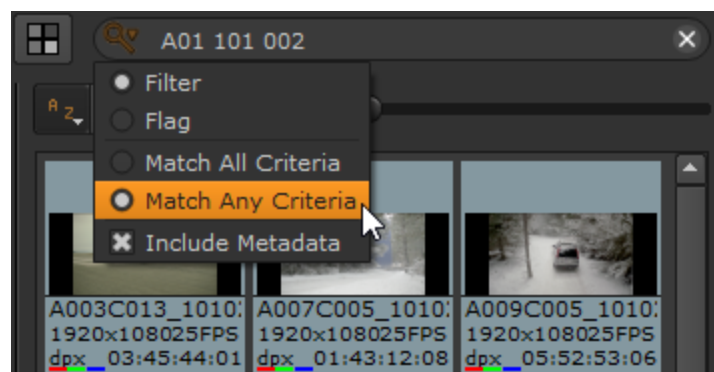 A01 101 002
Filter
A Z
Flag
Match All Criteria
Match Any Criteria
Include Metadata
A003C013_1010 A007C005_1010 A009C005_1010
1920x108025FPS 1920x108025FPS 1920x108025FPS
dpx 03:45:44:01 dpx 01:43:12:08 dpx 05:52:53:06